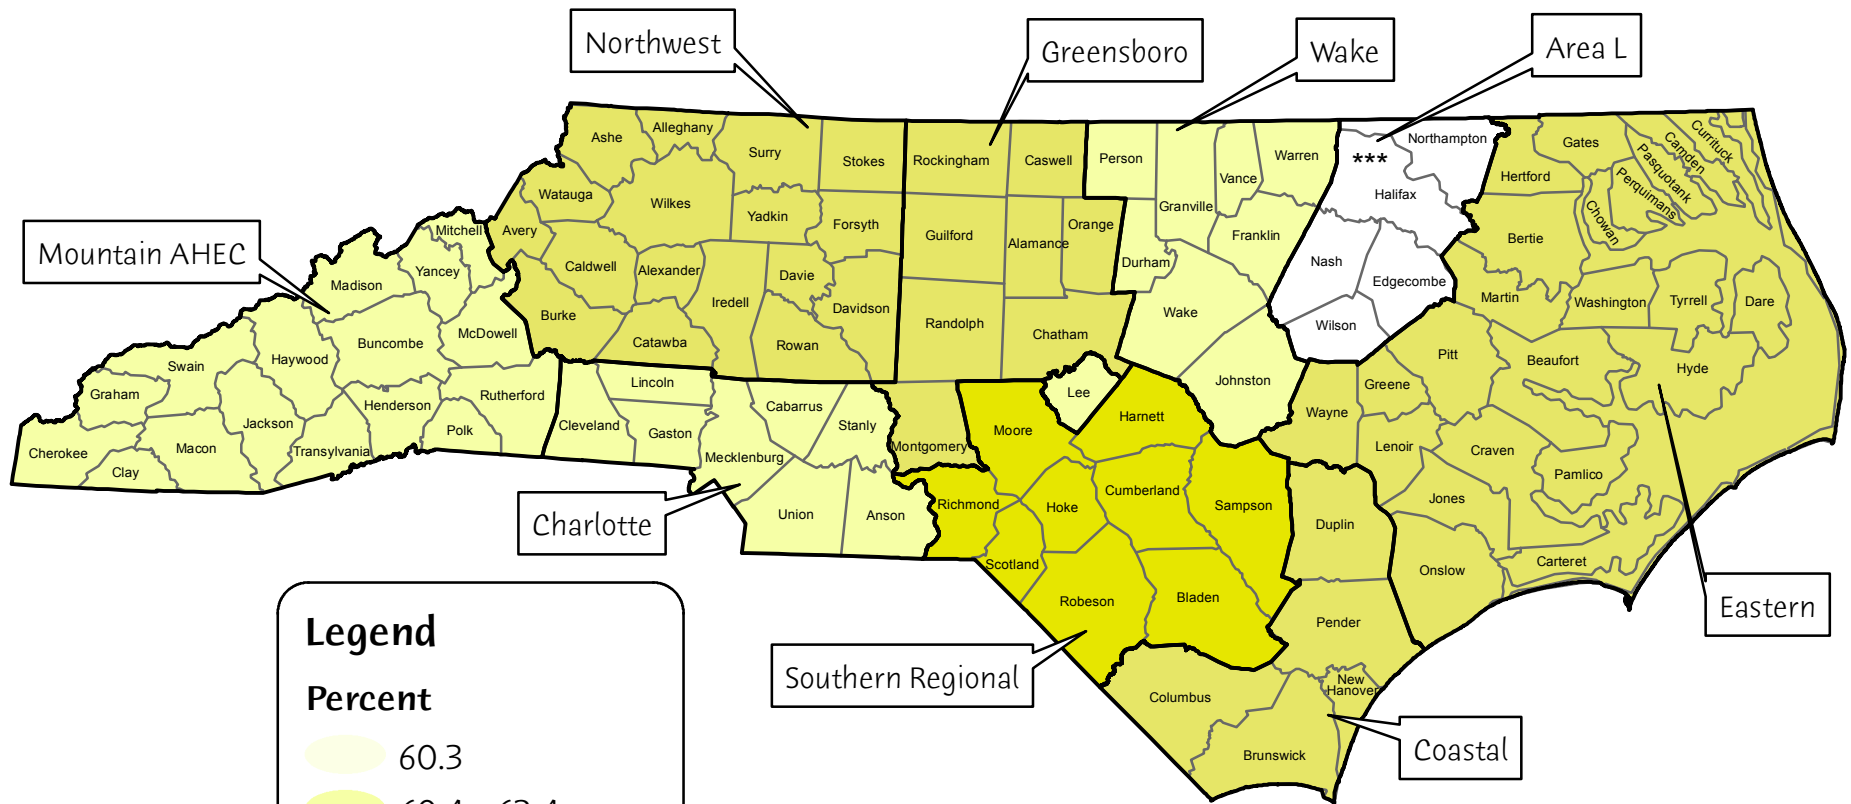 Northwest
Greensboro
Wake
Area L
Mountain AHEC
Ashe
Alleghany
Surry
Stokes
Rockingham
Caswell
Person
Granville
Vance
Warren
***
Northampton
Halifax
Gates
Hertford
Currituck
Camden
Pasquotank
Perquimans
Chowan
Watauga
Wilkes
Yadkin
Forsyth
Guilford
Alamance
Orange
Durham
Franklin
Nash
Edgecombe
Bertie
Mitchell
Avery
Yancey
Madison
Caldwell
Alexander
Iredell
Davie
Davidson
Randolph
Chatham
Wake
Wilson
Martin
Washington
Tyrrell
Dare
Burke
Catawba
Rowan
McDowell
Buncombe
Haywood
Swain
Graham
Cherokee
Clay
Macon
Jackson
Transylvania
Henderson
Polk
Rutherford
Cleveland
Lincoln
Gaston
Mecklenburg
Cabarrus
Stanly
Union
Anson
Montgomery
Moore
Lee
Harnett
Johnston
Wayne
Greene
Pitt
Beaufort
Hyde
Lenoir
Craven
Pamlico
Jones
Richmond
Hoke
Cumberland
Sampson
Duplin
Onslow
Carteret
Scotland
Robeson
Bladen
Pender
New
Hanover
Columbus
Brunswick
Charlotte
Southern Regional
Eastern
Coastal
Legend
Percent
60.3